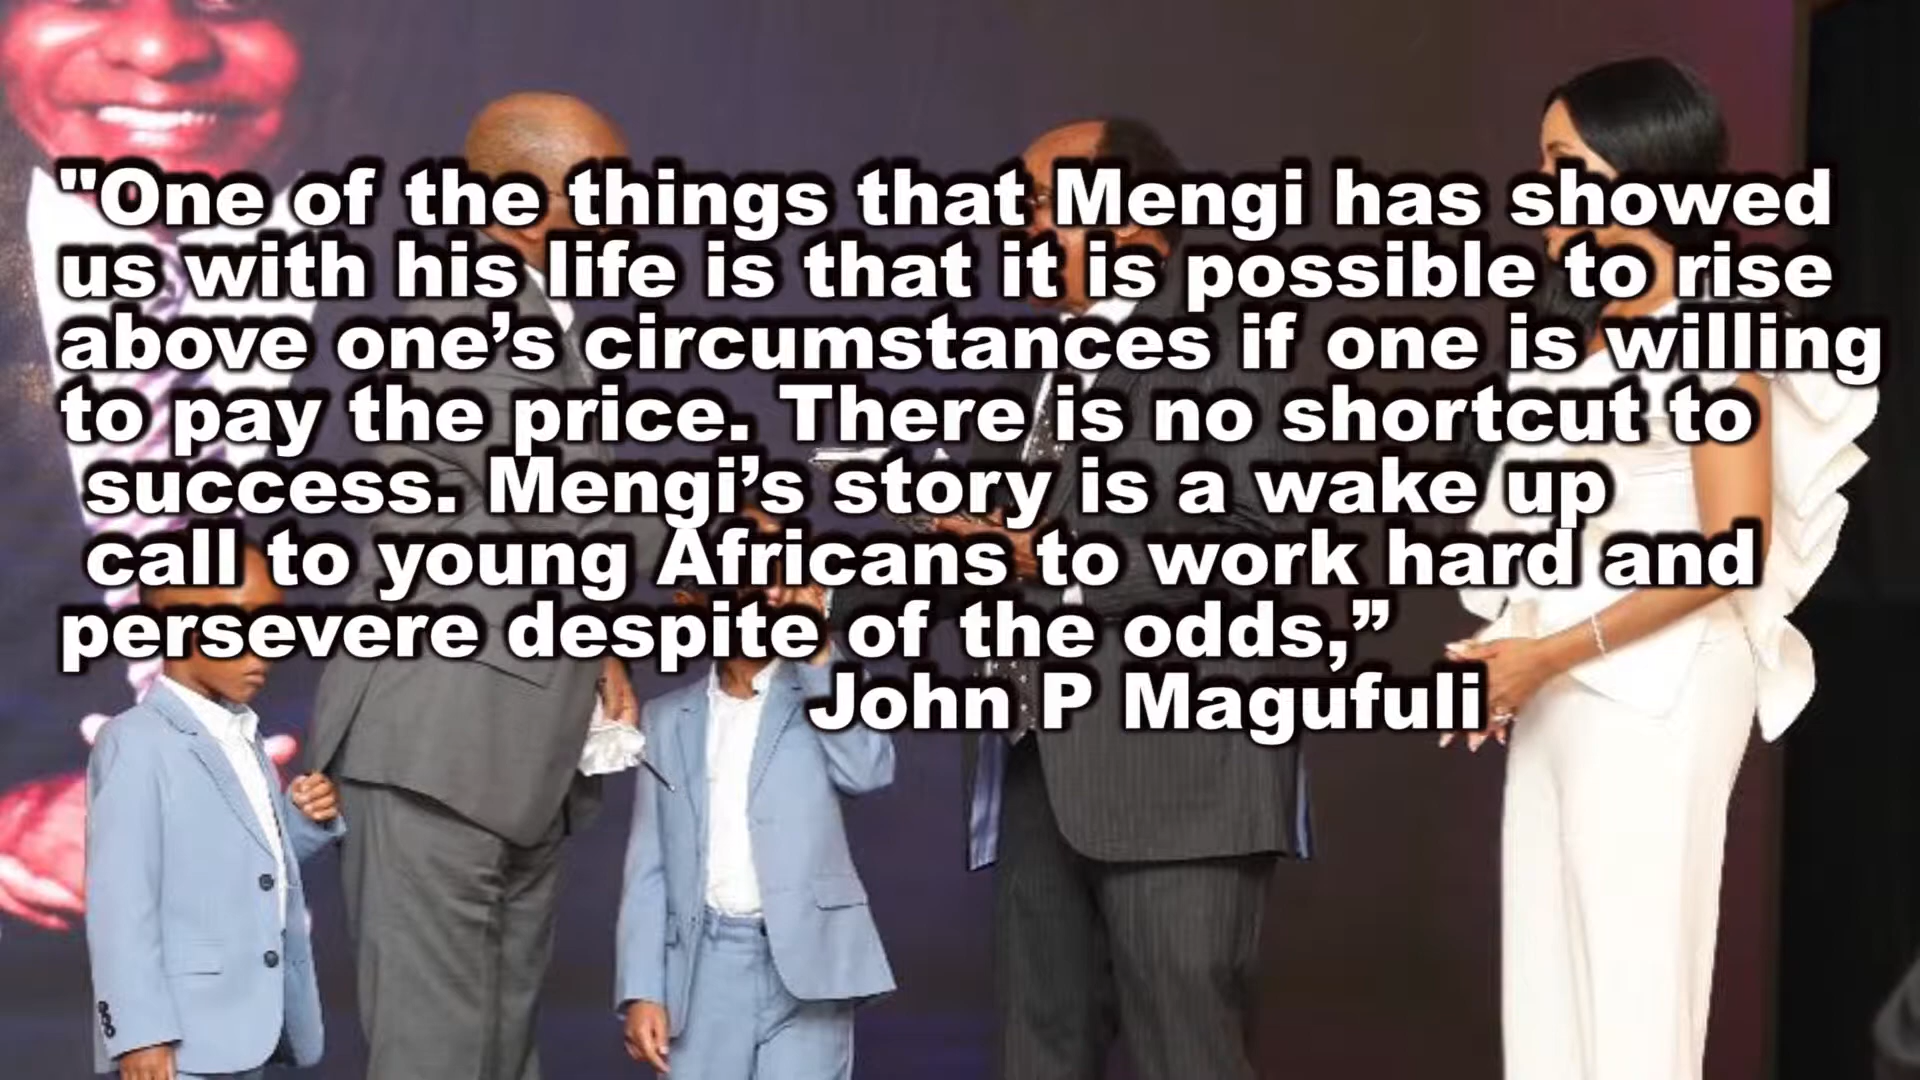 "One of the things that Mengi has showed
us with his life is that it is possible to rise
above one’s circumstances if one is willing
to pay the price. There is no shortcut to
success. Mengi’s story is a wake up
call to young Africans to work hard and
persevere despite of the odds,”
John P Magufuli